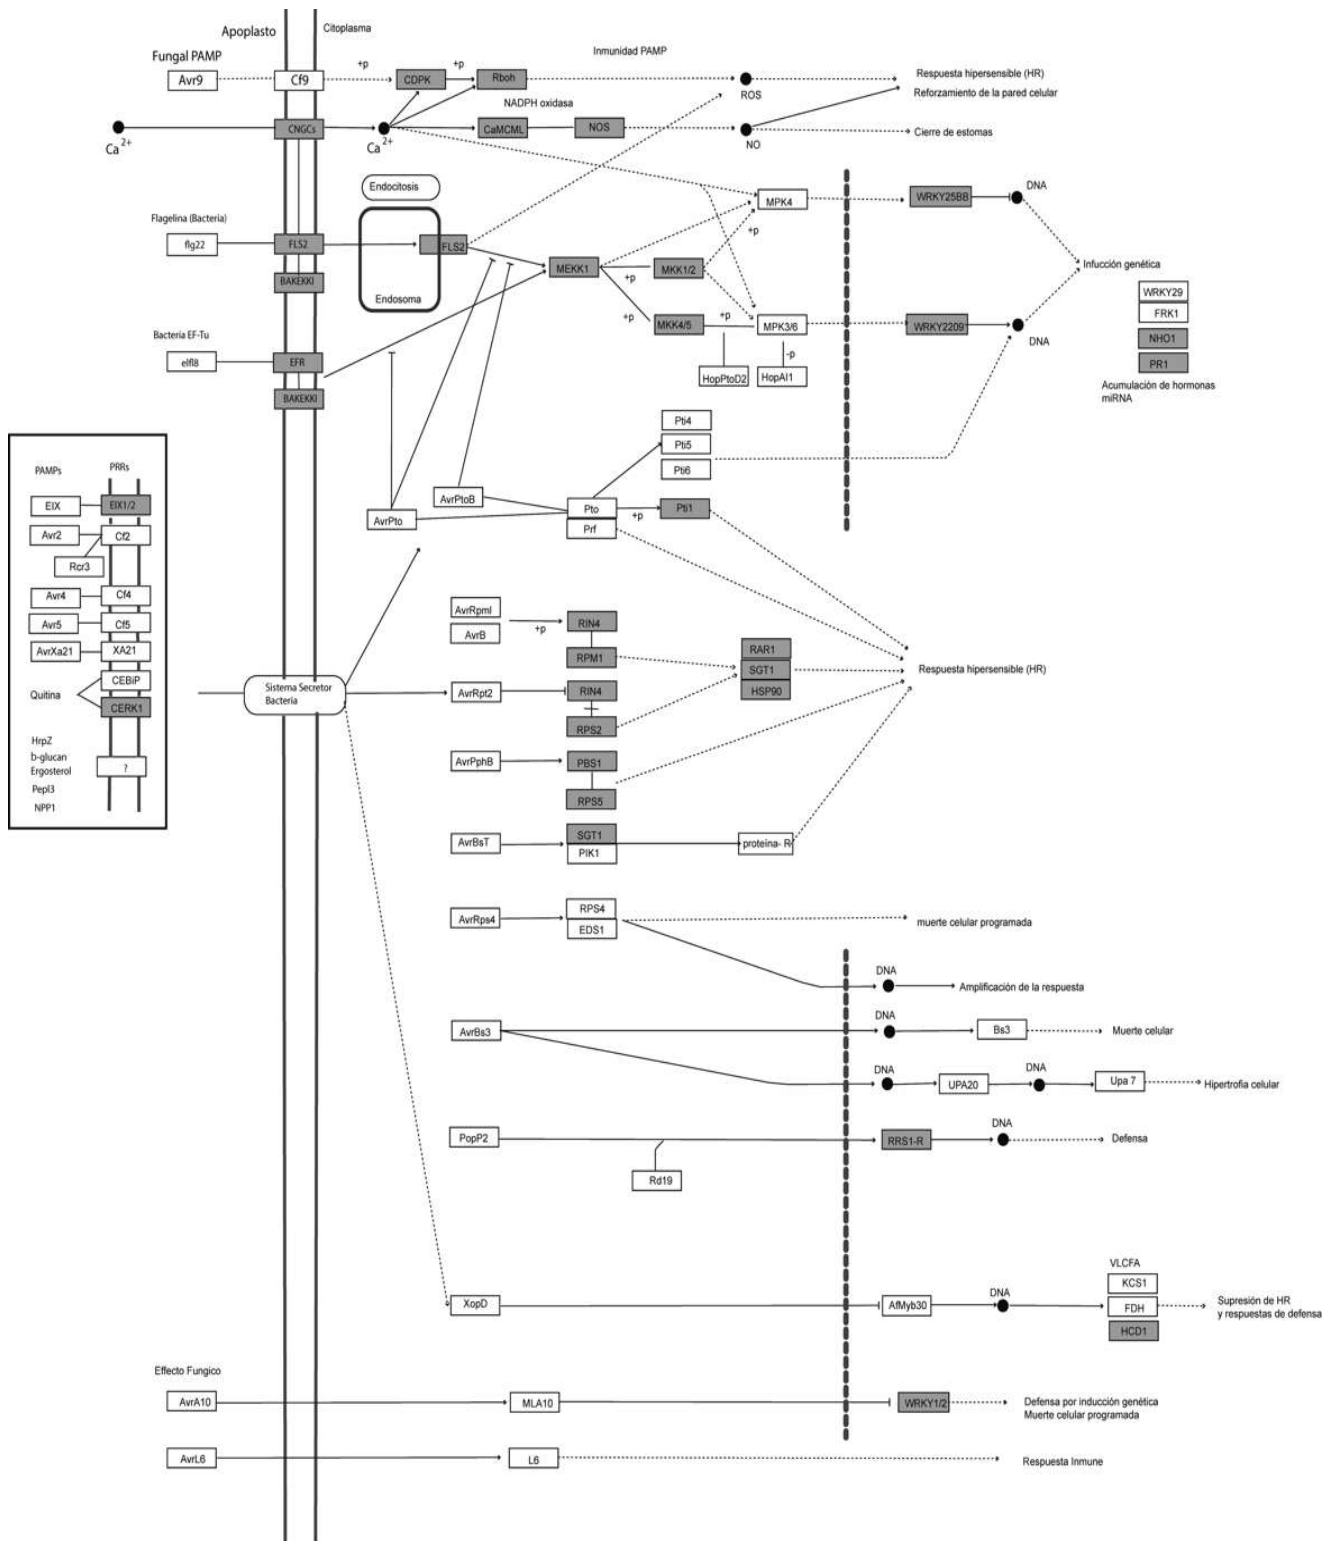 Apoplasto
Citoplasma
Fungal PAMP
Inmunidad PAMP
+p
+p
Avr9
Cf9
CDPK
Rboh
ROS
Respuesta hipersensible (HR)
Reforzamiento de la pared celular
NADPH oxidasa
Ca 2+
CNGCs
Ca 2+
CaMCML
NOS
NO
Cierre de estomas
Endocitosis
MPK4
WRKY25BB
DNA
+p
Flagelina (Bacteria)
flg22
FLS2
FLS2
BAKEKKI
Endosoma
MEKK1
+p
MKK1/2
Infucción genética
WRKY29
FRK1
NHO1
PR1
Acumulación de hormonas
miRNA
+p
MKK4/5
+p
MPK3/6
WRKY2209
DNA
-p
HopPtoD2
HopAI1
Bacteria EF-Tu
elfl8
EFR
BAKEKKI
Pti4
Pti5
Pti6
AvrPtoB
AvrPto
Pto
Prf
+p
Pti1
PAMPs
PRRs
EIX
EIX1/2
Avr2
Cf2
Rcr3
Avr4
Cf4
Avr5
Cf5
AvrXa21
XA21
CEBiP
Quitina
CERK1
HrpZ
b-glucan
Ergosterol
?
Pepl3
NPP1
Sistema Secretor
Bacteria
AvrRpml
AvrB
+p
RIN4
RPM1
RAR1
SGT1
HSP90
Respuesta hipersensible (HR)
AvrRpt2
RIN4
RPS2
AvrPphB
PBS1
RPS5
AvrBsT
SGT1
PIK1
proteína- R
AvrRps4
RPS4
EDS1
muerte celular programada
DNA
Amplificación de la respuesta
AvrBs3
DNA
Bs3
Muerte celular
DNA
UPA20
DNA
Upa 7
Hipertrofia celular
PopP2
Rd19
RRS1-R
DNA
Defensa
XopD
AfMyb30
DNA
VLCFA
KCS1
FDH
HCD1
Supresión de HR
y respuestas de defensa
Effecto Fungico
AvrA10
MLA10
WRKY1/2
Defensa por inducción genética
Muerte celular programada
AvrL6
L6
Respuesta Inmune